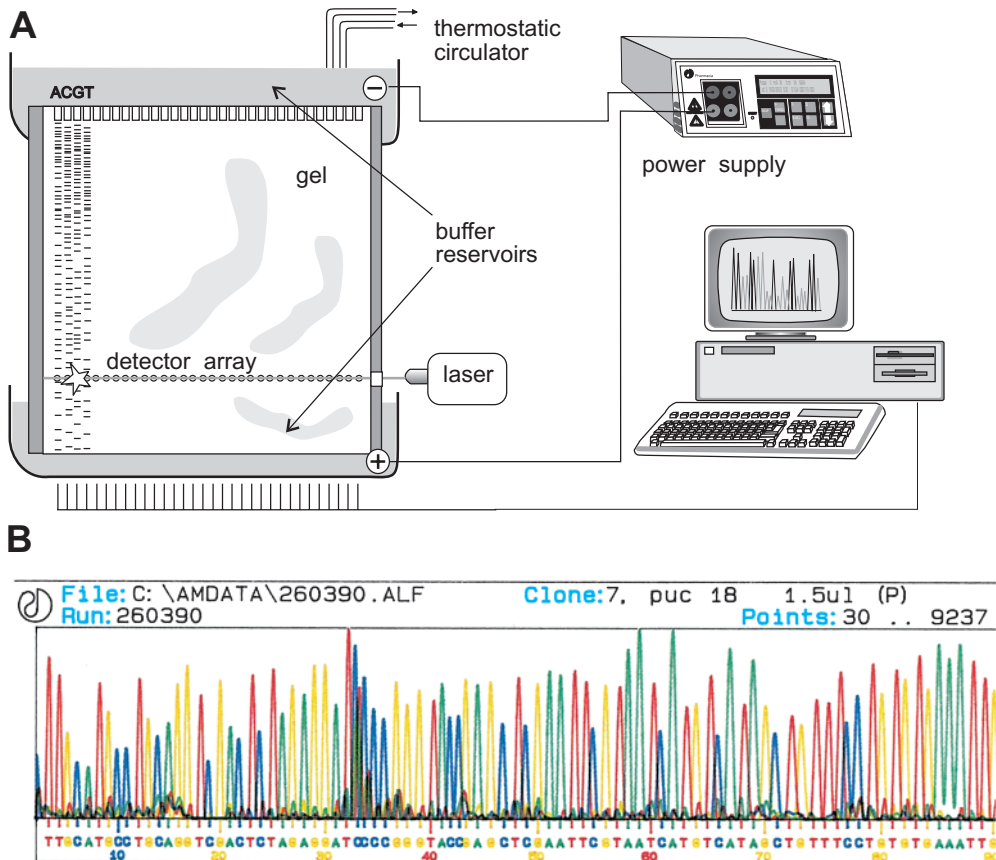 A
thermostatic
circulator
ACGT
−
Pharmacia
power supply
gel
buffer
reservoirs
detector array
laser
+
B
File: C: \AMDATA\260390.ALF Clone:7, puc 18 1.5ul (P)
Run: 260390 Points: 30 .. 9237
10 20 30 40 50 60 70 80